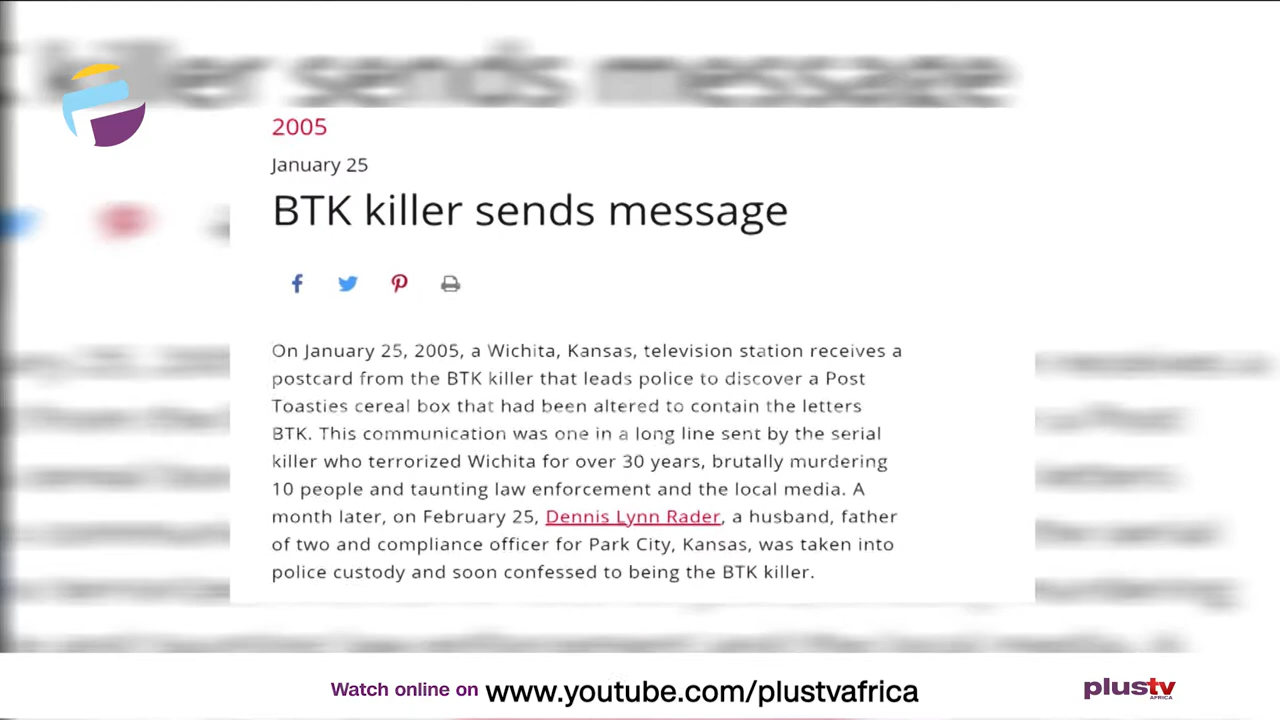 killer sends message
2005
January 25
BTK killer sends message
On January 25, 2005, a Wichita, Kansas, television station receives a
postcard from the BTK killer that leads police to discover a Post
Toasties cereal box that had been altered to contain the letters
BTK. This communication was one in a long line sent by the serial
killer who terrorized Wichita for over 30 years, brutally murdering
10 people and taunting law enforcement and the local media. A
month later, on February 25, Dennis Lynn Rader, a husband, father
of two and compliance officer for Park City, Kansas, was taken into
police custody and soon confessed to being the BTK killer.
Watch online on www.youtube.com/plustvafrica
plustv
AFRICA